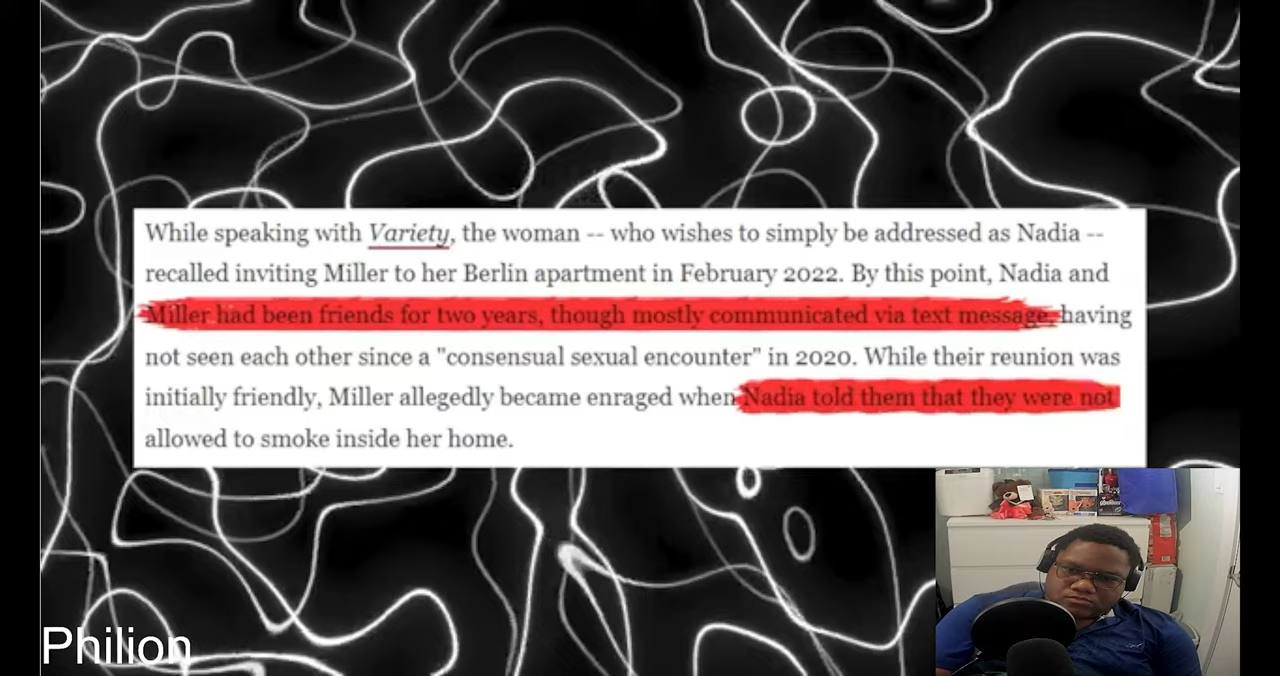 While speaking with Variety, the woman -- who wishes to simply be addressed as Nadia --
recalled inviting Miller to her Berlin apartment in February 2022. By this point, Nadia and
Miller had been friends for two years, though mostly communicated via text message, having
not seen each other since a "consensual sexual encounter" in 2020. While their reunion was
initially friendly, Miller allegedly became enraged when Nadia told them that they were not
allowed to smoke inside her home.
Philion